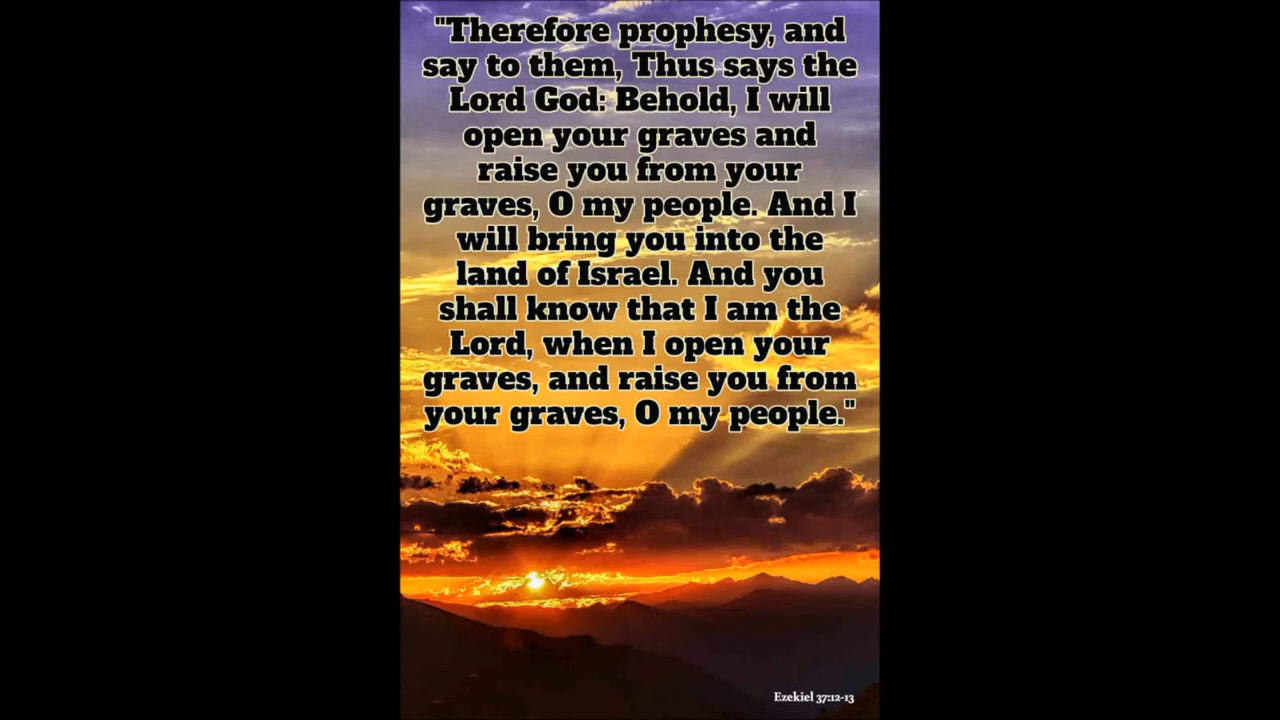 "Therefore prophesy, and
say to them, Thus says the
Lord God: Behold, I will
open your graves and
raise you from your
graves, O my people. And I
will bring you into the
land of Israel. And you
shall know that I am the
Lord, when I open your
graves, and raise you from
your graves, O my people."
Ezekiel 37:12-13